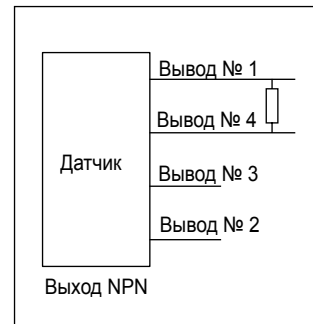 Вывод № 1
Вывод № 4
Датчик
Вывод № 3
Вывод № 2
Выход NPN